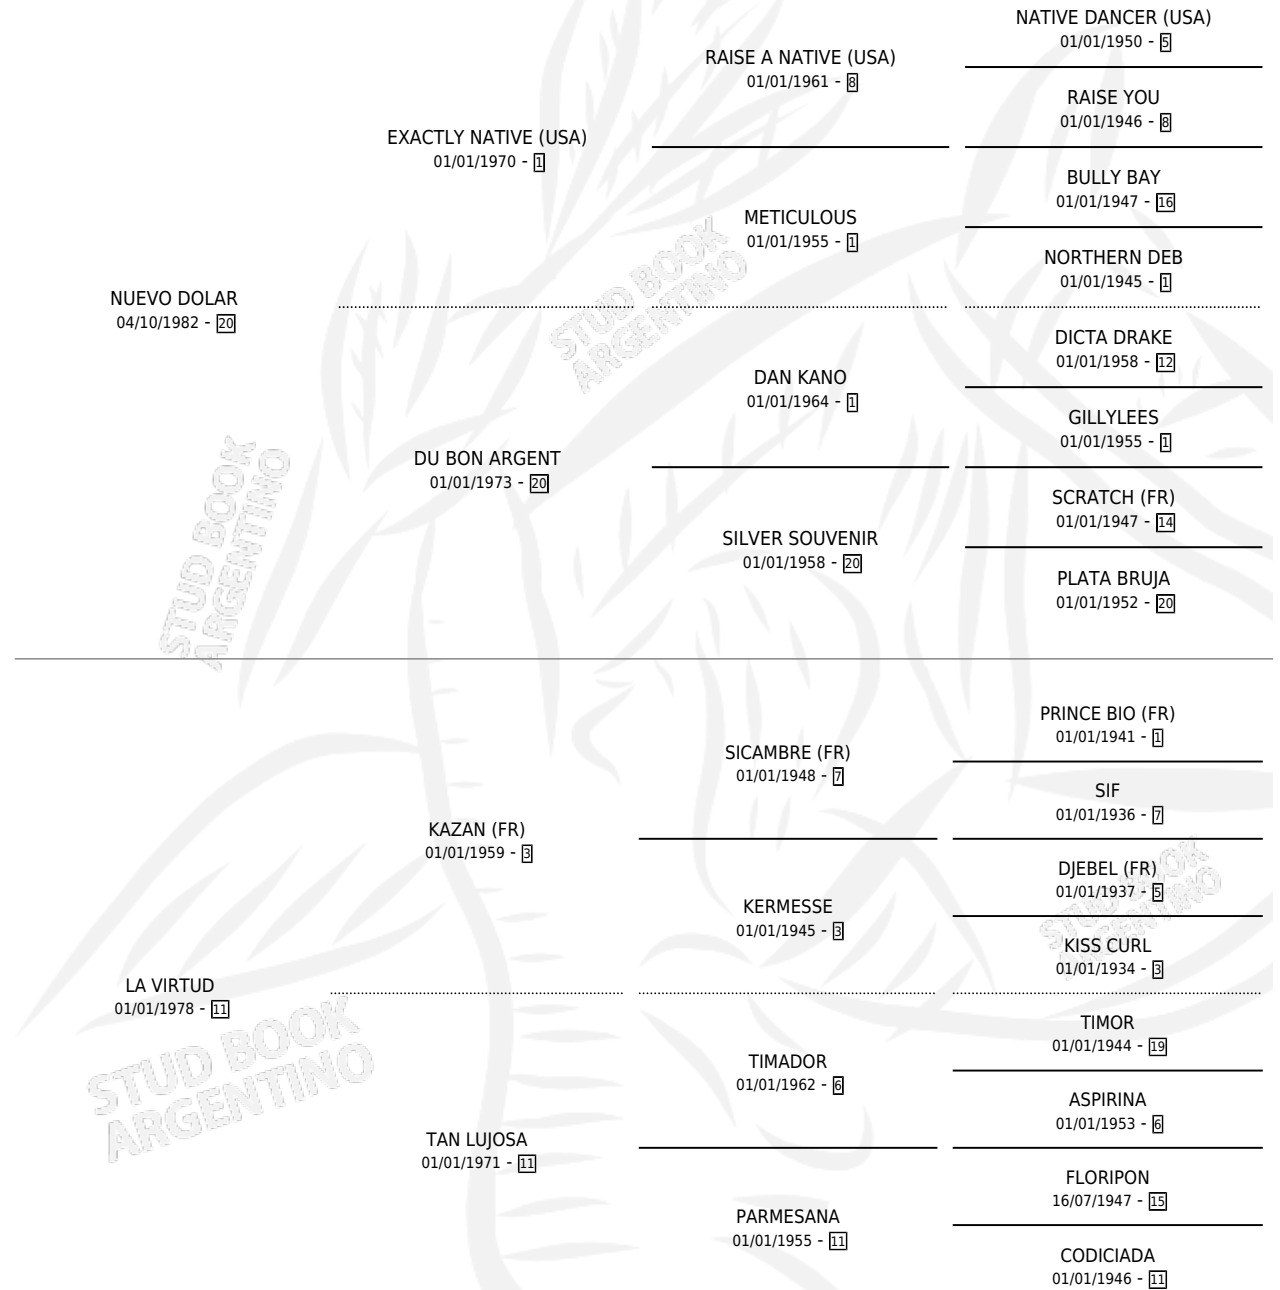 NATIVE DANCER (USA)
01/01/1950 - 5
RAISE A NATIVE (USA)
01/01/1961 - 8
RAISE YOU
01/01/1946 - 8
EXACTLY NATIVE (USA)
01/01/1970 - 1
BULLY BAY
01/01/1947 - 16
METICULOUS
01/01/1955 - 1
NORTHERN DEB
01/01/1945 - 1
NUEVO DOLAR
04/10/1982 - 20
DICTA DRAKE
01/01/1958 - 12
DAN KANO
01/01/1964 - 1
GILLYLEES
01/01/1955 - 1
DU BON ARGENT
01/01/1973 - 20
SCRATCH (FR)
01/01/1947 - 14
SILVER SOUVENIR
01/01/1958 - 20
PLATA BRUJA
01/01/1952 - 20
PRINCE BIO (FR)
01/01/1941 - 1
SICAMBRE (FR)
01/01/1948 - 7
SIF
01/01/1936 - 7
KAZAN (FR)
01/01/1959 - 3
DJEBEL (FR)
01/01/1937 - 5
KERMESSE
01/01/1945 - 3
KISS CURL
01/01/1934 - 3
LA VIRTUD
01/01/1978 - 11
TIMOR
01/01/1944 - 19
TIMADOR
01/01/1962 - 6
ASPIRINA
01/01/1953 - 6
TAN LUJOSA
01/01/1971 - 11
FLORIPON
16/07/1947 - 15
PARMESANA
01/01/1955 - 11
CODICIADA
01/01/1946 - 11
STUD BOOK
ARGENTINO
STUD BOOK
ARGENTINO
STUD BOOK
ARGENTINO
STUD BOOK
ARGENTINO